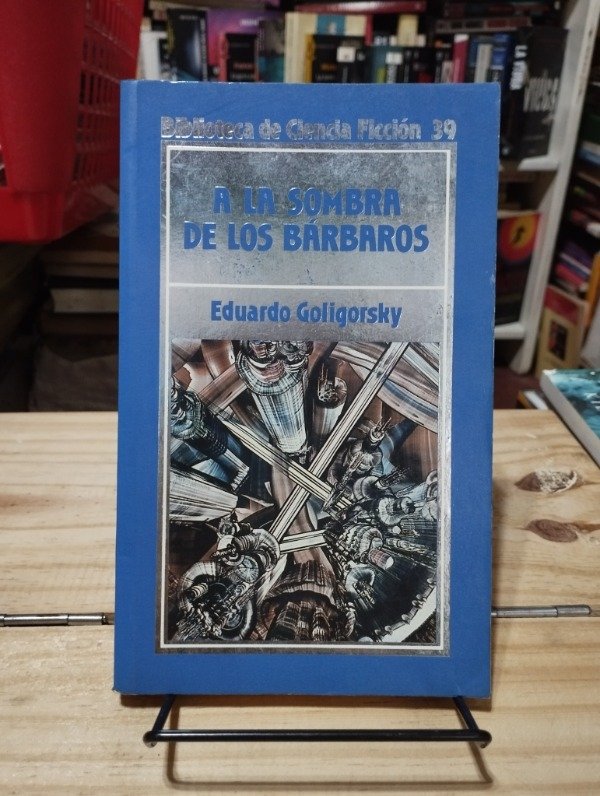 Biblioteca de Ciencia Ficción 39
A LA SOMBRA
DE LOS BÁRBAROS
Eduardo Goligorsky